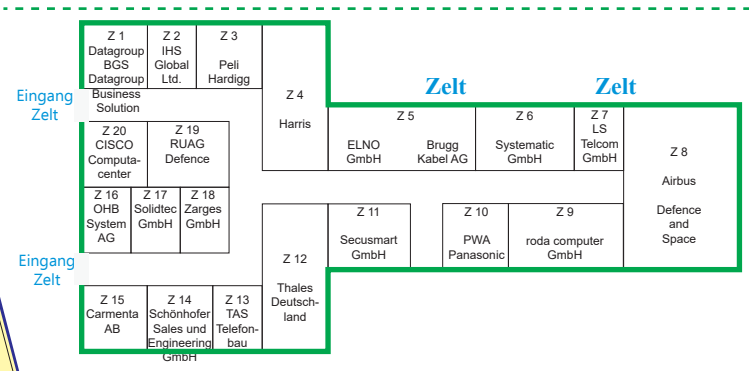 Z 1
Datagroup
BGS
Datagroup
Business
Solution
Z 2
IHS
Global
Ltd.
Z 3
Peli
Hardigg
Z 4
Harris
Zelt
Zelt
Eingang
Zelt
Z 5
ELNO
GmbH
Brugg
Kabel AG
Z 6
Systematic
GmbH
Z 7
LS
Telcom
GmbH
Z 8
Airbus
Defence
and
Space
Z 20
CISCO
Computa-
center
Z 19
RUAG
Defence
Z 16
OHB
System
AG
Z 17
Solidtec
GmbH
Z 18
Zarges
GmbH
Z 11
Secusmart
GmbH
Z 10
PWA
Panasonic
Z 9
roda computer
GmbH
Eingang
Zelt
Z 12
Thales
Deutsch-
land
Z 15
Carmenta
AB
Z 14
Schönhofer
Sales und
Engineering
GmbH
Z 13
TAS
Telefon-
bau